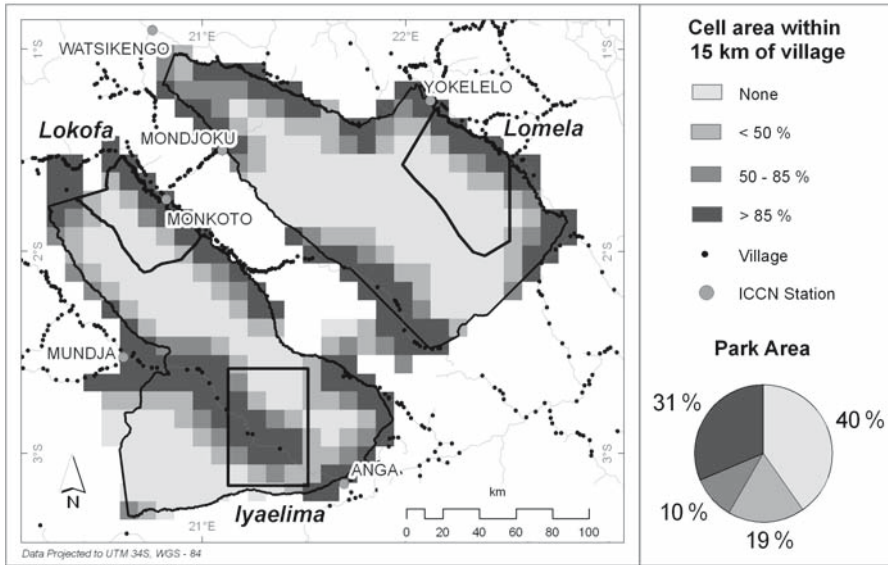 21°E
22°E
1°S
1°S
WATSIKENGO
YOKELELO
Lokofa
Lomela
MONDJOKU
MONKOTO
2°S
2°S
MUNDJA
3°S
3°S
ANGA
N
Iyaelima
21°E
22°E
km
0 20 40 60 80 100
Data Projected to UTM 34S, WGS - 84
Cell area within
15 km of village
None
< 50 %
50 - 85 %
> 85 %
Village
ICCN Station
Park Area
31 %
40 %
10 %
19 %